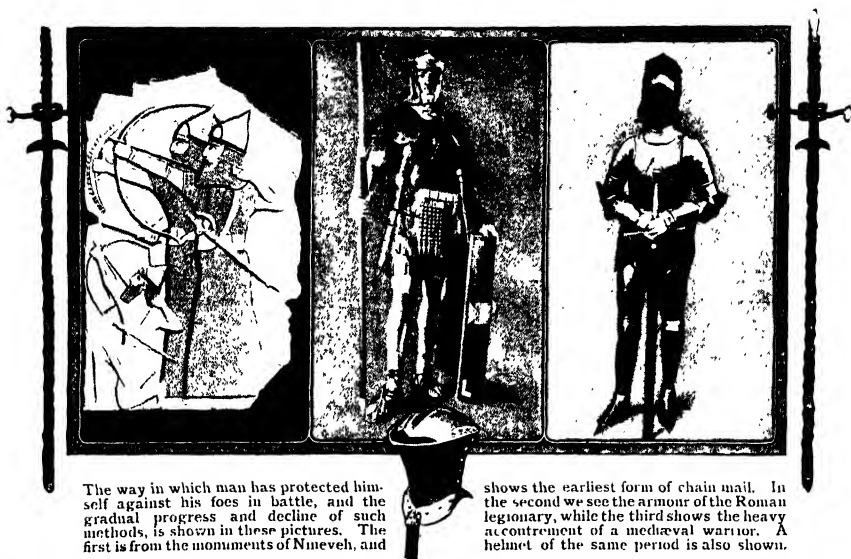 The way in which man has protected him-
self against his foes in battle, and the
gradual progress and decline of such
methods, is shown in these pictures. The
first is from the monuments of Nineveh, and
shows the earliest form of chain mail. In
the second we see the armour of the Roman
legionary, while the third shows the heavy
accoutrement of a mediæval warrior. A
helmet of the same period is also shown.